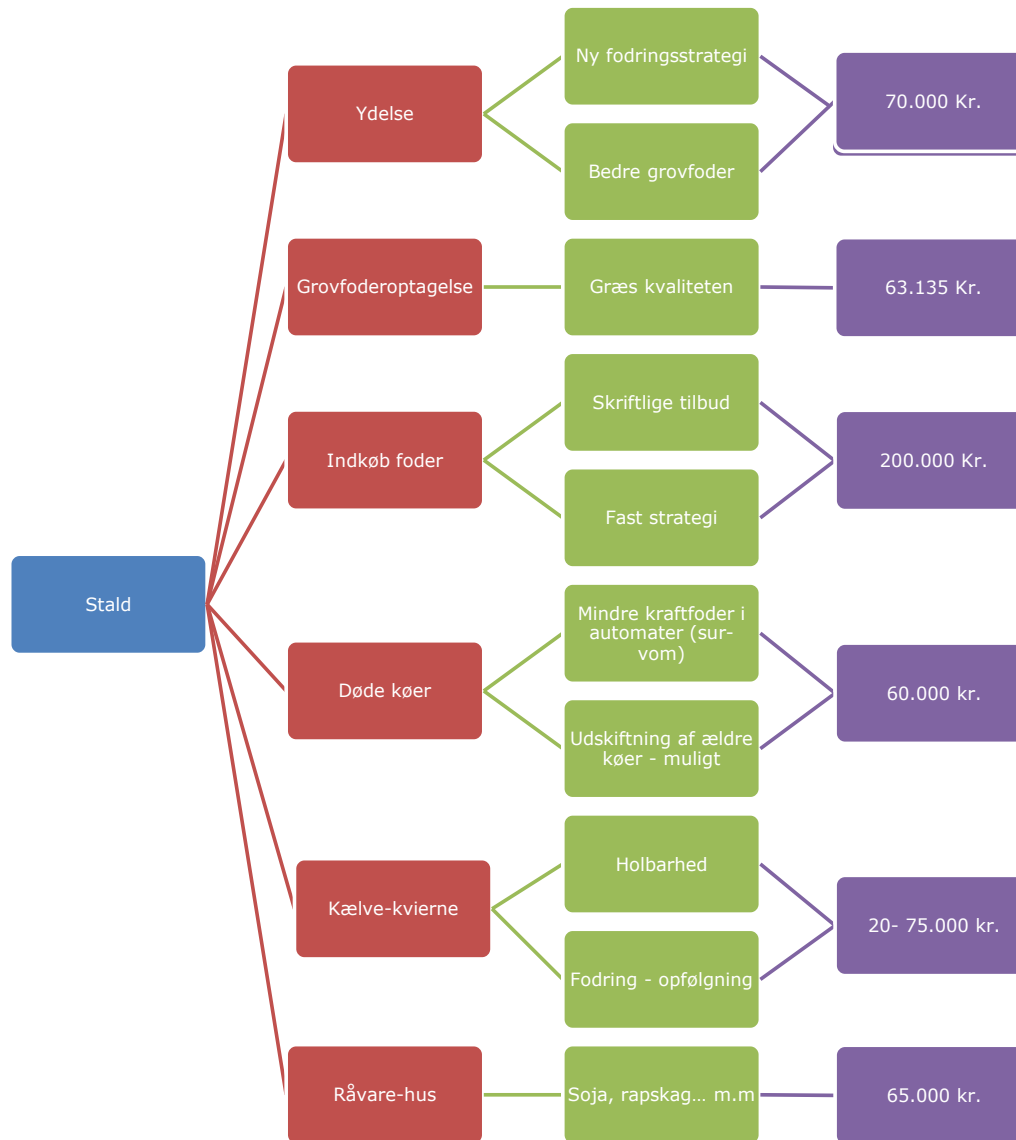 Stald
Ydelse
Ny fodringsstrategi
Bedre grovfoder
70.000 Kr.
Grovfoderoptagelse
Græs kvaliteten
63.135 Kr.
Indkøb foder
Skriftlige tilbud
Fast strategi
200.000 Kr.
Døde køer
Mindre kraftfoder i
automater (sur-
vom)
Udskiftning af ældre
køer - muligt
60.000 kr.
Kælve-kvierne
Holbarhed
Fodring - opfølgning
20- 75.000 kr.
Råvare-hus
Soja, rapskag... m.m
65.000 kr.